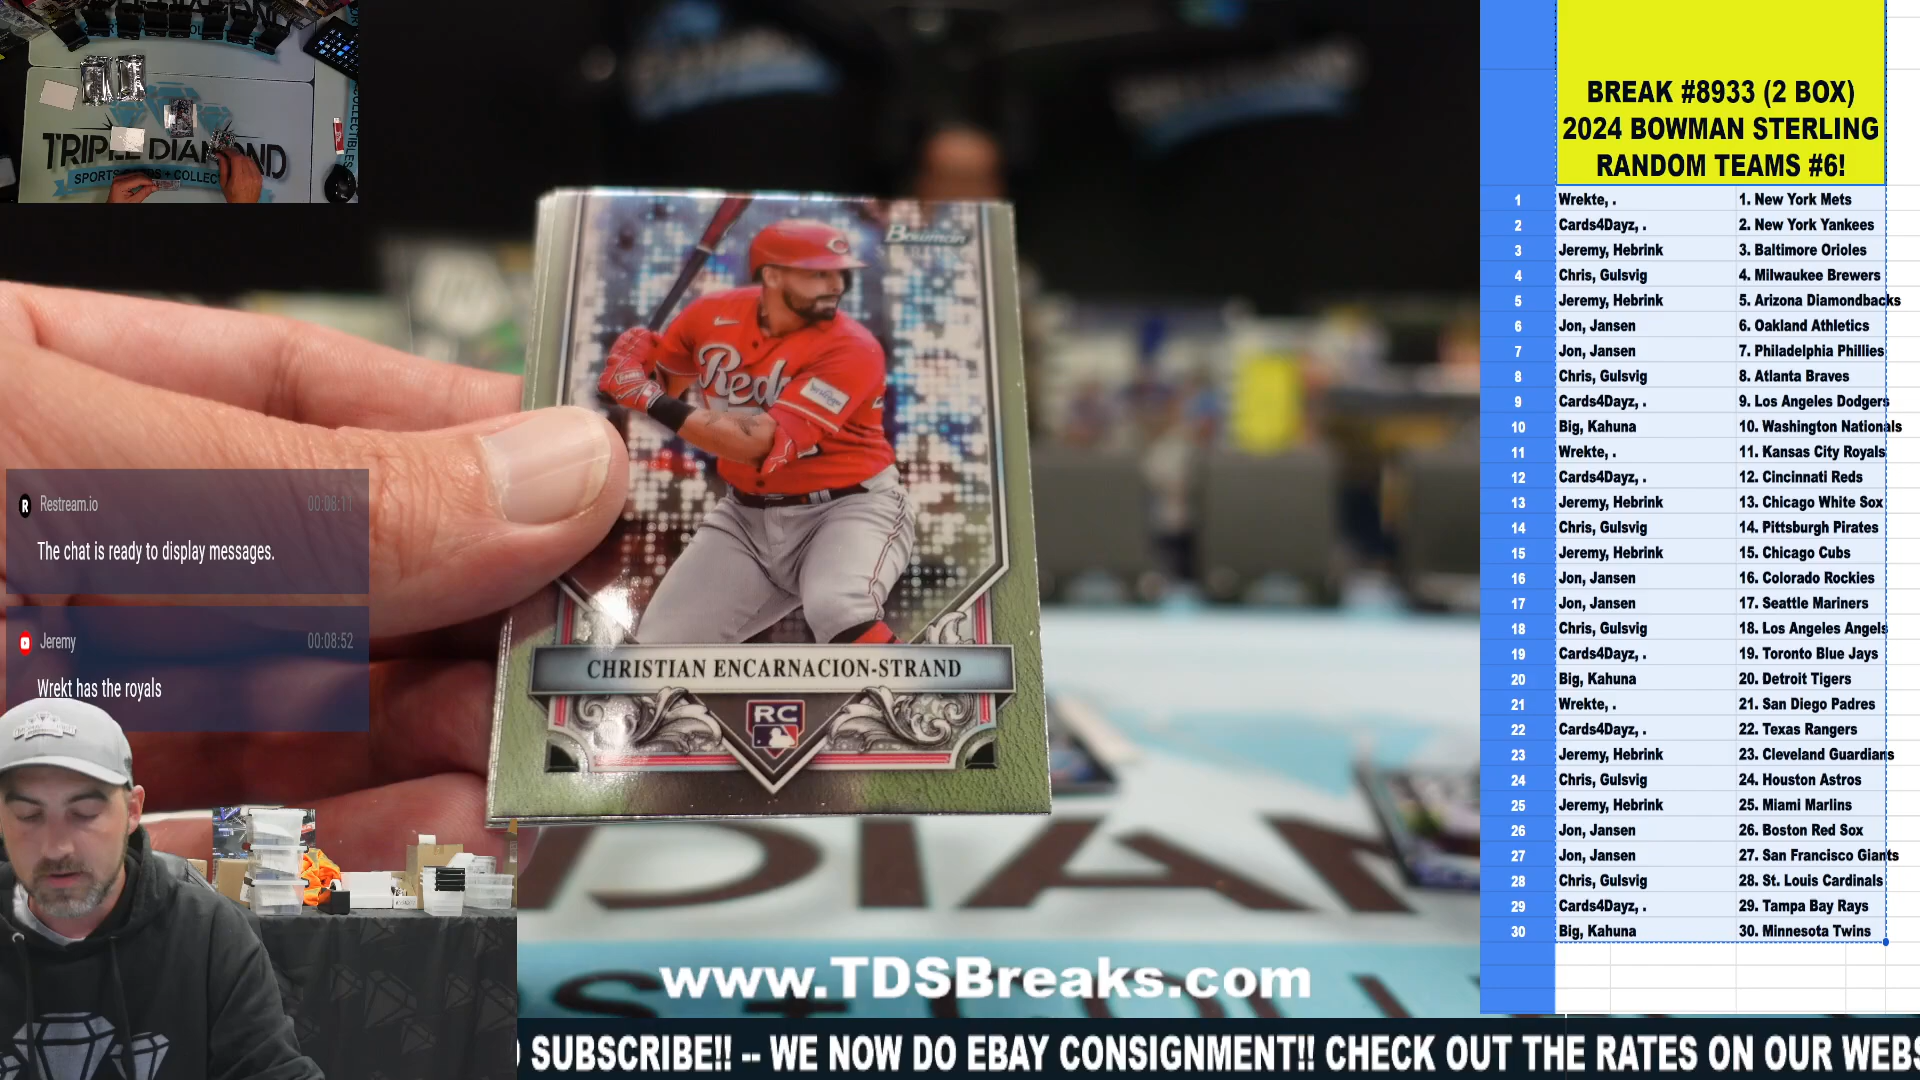 BREAK #8933 (2 BOX)
2024 BOWMAN STERLING
RANDOM TEAMS #6!
1 Wrekte, . 1. New York Mets
2 Cards4Dayz, . 2. New York Yankees
3 Jeremy, Hebrink 3. Baltimore Orioles
4 Chris, Gulsvig 4. Milwaukee Brewers
5 Jeremy, Hebrink 5. Arizona Diamondbacks
6 Jon, Jansen 6. Oakland Athletics
7 Jon, Jansen 7. Philadelphia Phillies
8 Chris, Gulsvig 8. Atlanta Braves
9 Cards4Dayz, . 9. Los Angeles Dodgers
10 Big, Kahuna 10. Washington Nationals
11 Wrekte, . 11. Kansas City Royals
12 Cards4Dayz, . 12. Cincinnati Reds
13 Jeremy, Hebrink 13. Chicago White Sox
14 Chris, Gulsvig 14. Pittsburgh Pirates
15 Jeremy, Hebrink 15. Chicago Cubs
16 Jon, Jansen 16. Colorado Rockies
17 Jon, Jansen 17. Seattle Mariners
18 Chris, Gulsvig 18. Los Angeles Angels
19 Cards4Dayz, . 19. Toronto Blue Jays
20 Big, Kahuna 20. Detroit Tigers
21 Wrekte, . 21. San Diego Padres
22 Cards4Dayz, . 22. Texas Rangers
23 Jeremy, Hebrink 23. Cleveland Guardians
24 Chris, Gulsvig 24. Houston Astros
25 Jeremy, Hebrink 25. Miami Marlins
26 Jon, Jansen 26. Boston Red Sox
27 Jon, Jansen 27. San Francisco Giants
28 Chris, Gulsvig 28. St. Louis Cardinals
29 Cards4Dayz, . 29. Tampa Bay Rays
30 Big, Kahuna 30. Minnesota Twins
TRIPLE DIAMOND
SPORTS CARDS + COLLEC
Bowman
Reds
CHRISTIAN ENCARNACION-STRAND
RC
Restream.io 00:08:11
The chat is ready to display messages.
Jeremy 00:08:52
Wrekt has the royals
DIAM
www.TDSBreaks.com
SUBSCRIBE!! -- WE NOW DO EBAY CONSIGNMENT!! CHECK OUT THE RATES ON OUR WEBS